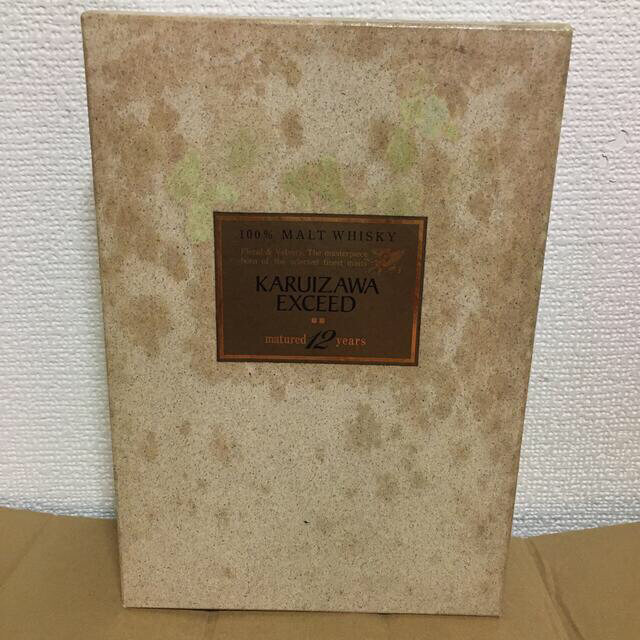 100% MALT WHISKY
Floral & Velvety. The masterpiece
born of the selected finest malts.
KARUIZAWA
EXCEED
matured 12 years